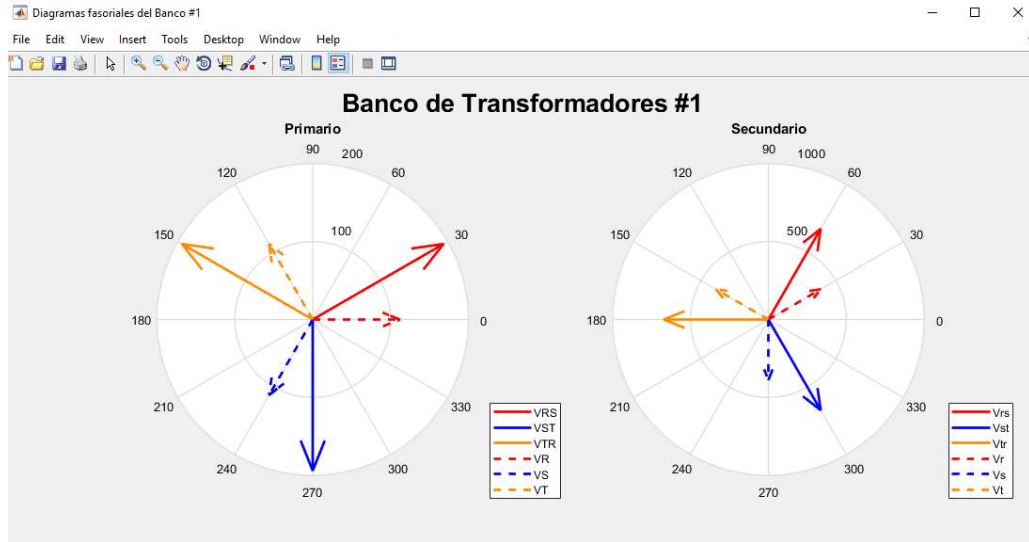 Diagramas fasoriales del Banco #1
File Edit View Insert Tools Desktop Window Help
Banco de Transformadores #1
Primario
90
200
120
60
150
30
100
180
0
210
330
240
300
270
VRS
VST
VTR
VR
VS
VT
Secundario
90
1000
120
60
150
30
500
180
0
210
330
240
300
270
Vrs
Vst
Vtr
Vr
Vs
Vt